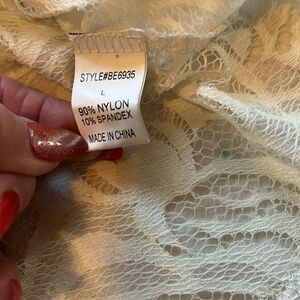 STYLE#BE6935
L
90% NYLON
10% SPANDEX
MADE IN CHINA